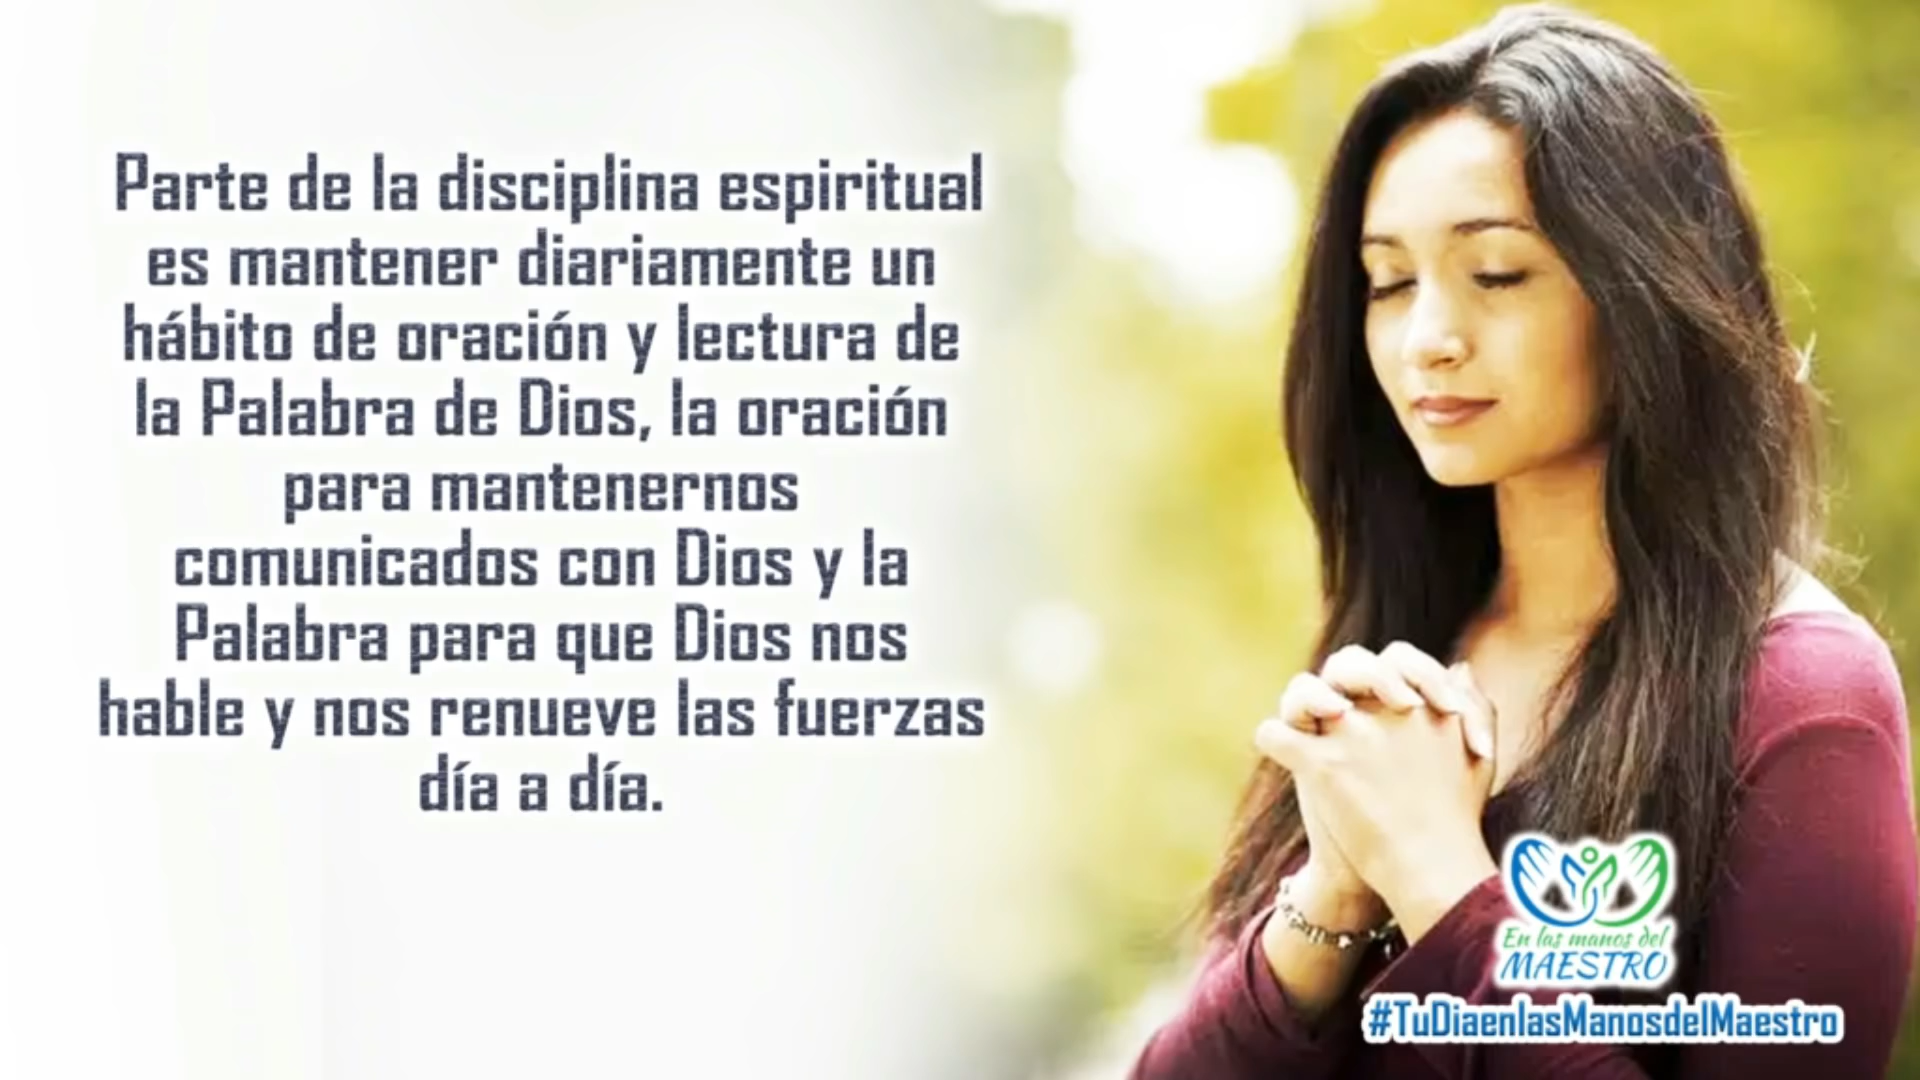 Parte de la disciplina espiritual
es mantener diariamente un
hábito de oración y lectura de
la Palabra de Dios, la oración
para mantenernos
comunicados con Dios y la
Palabra para que Dios nos
hable y nos renueve las fuerzas
día a día.
En las manos del
MAESTRO
#TuDiaenlasManosdelMaestro